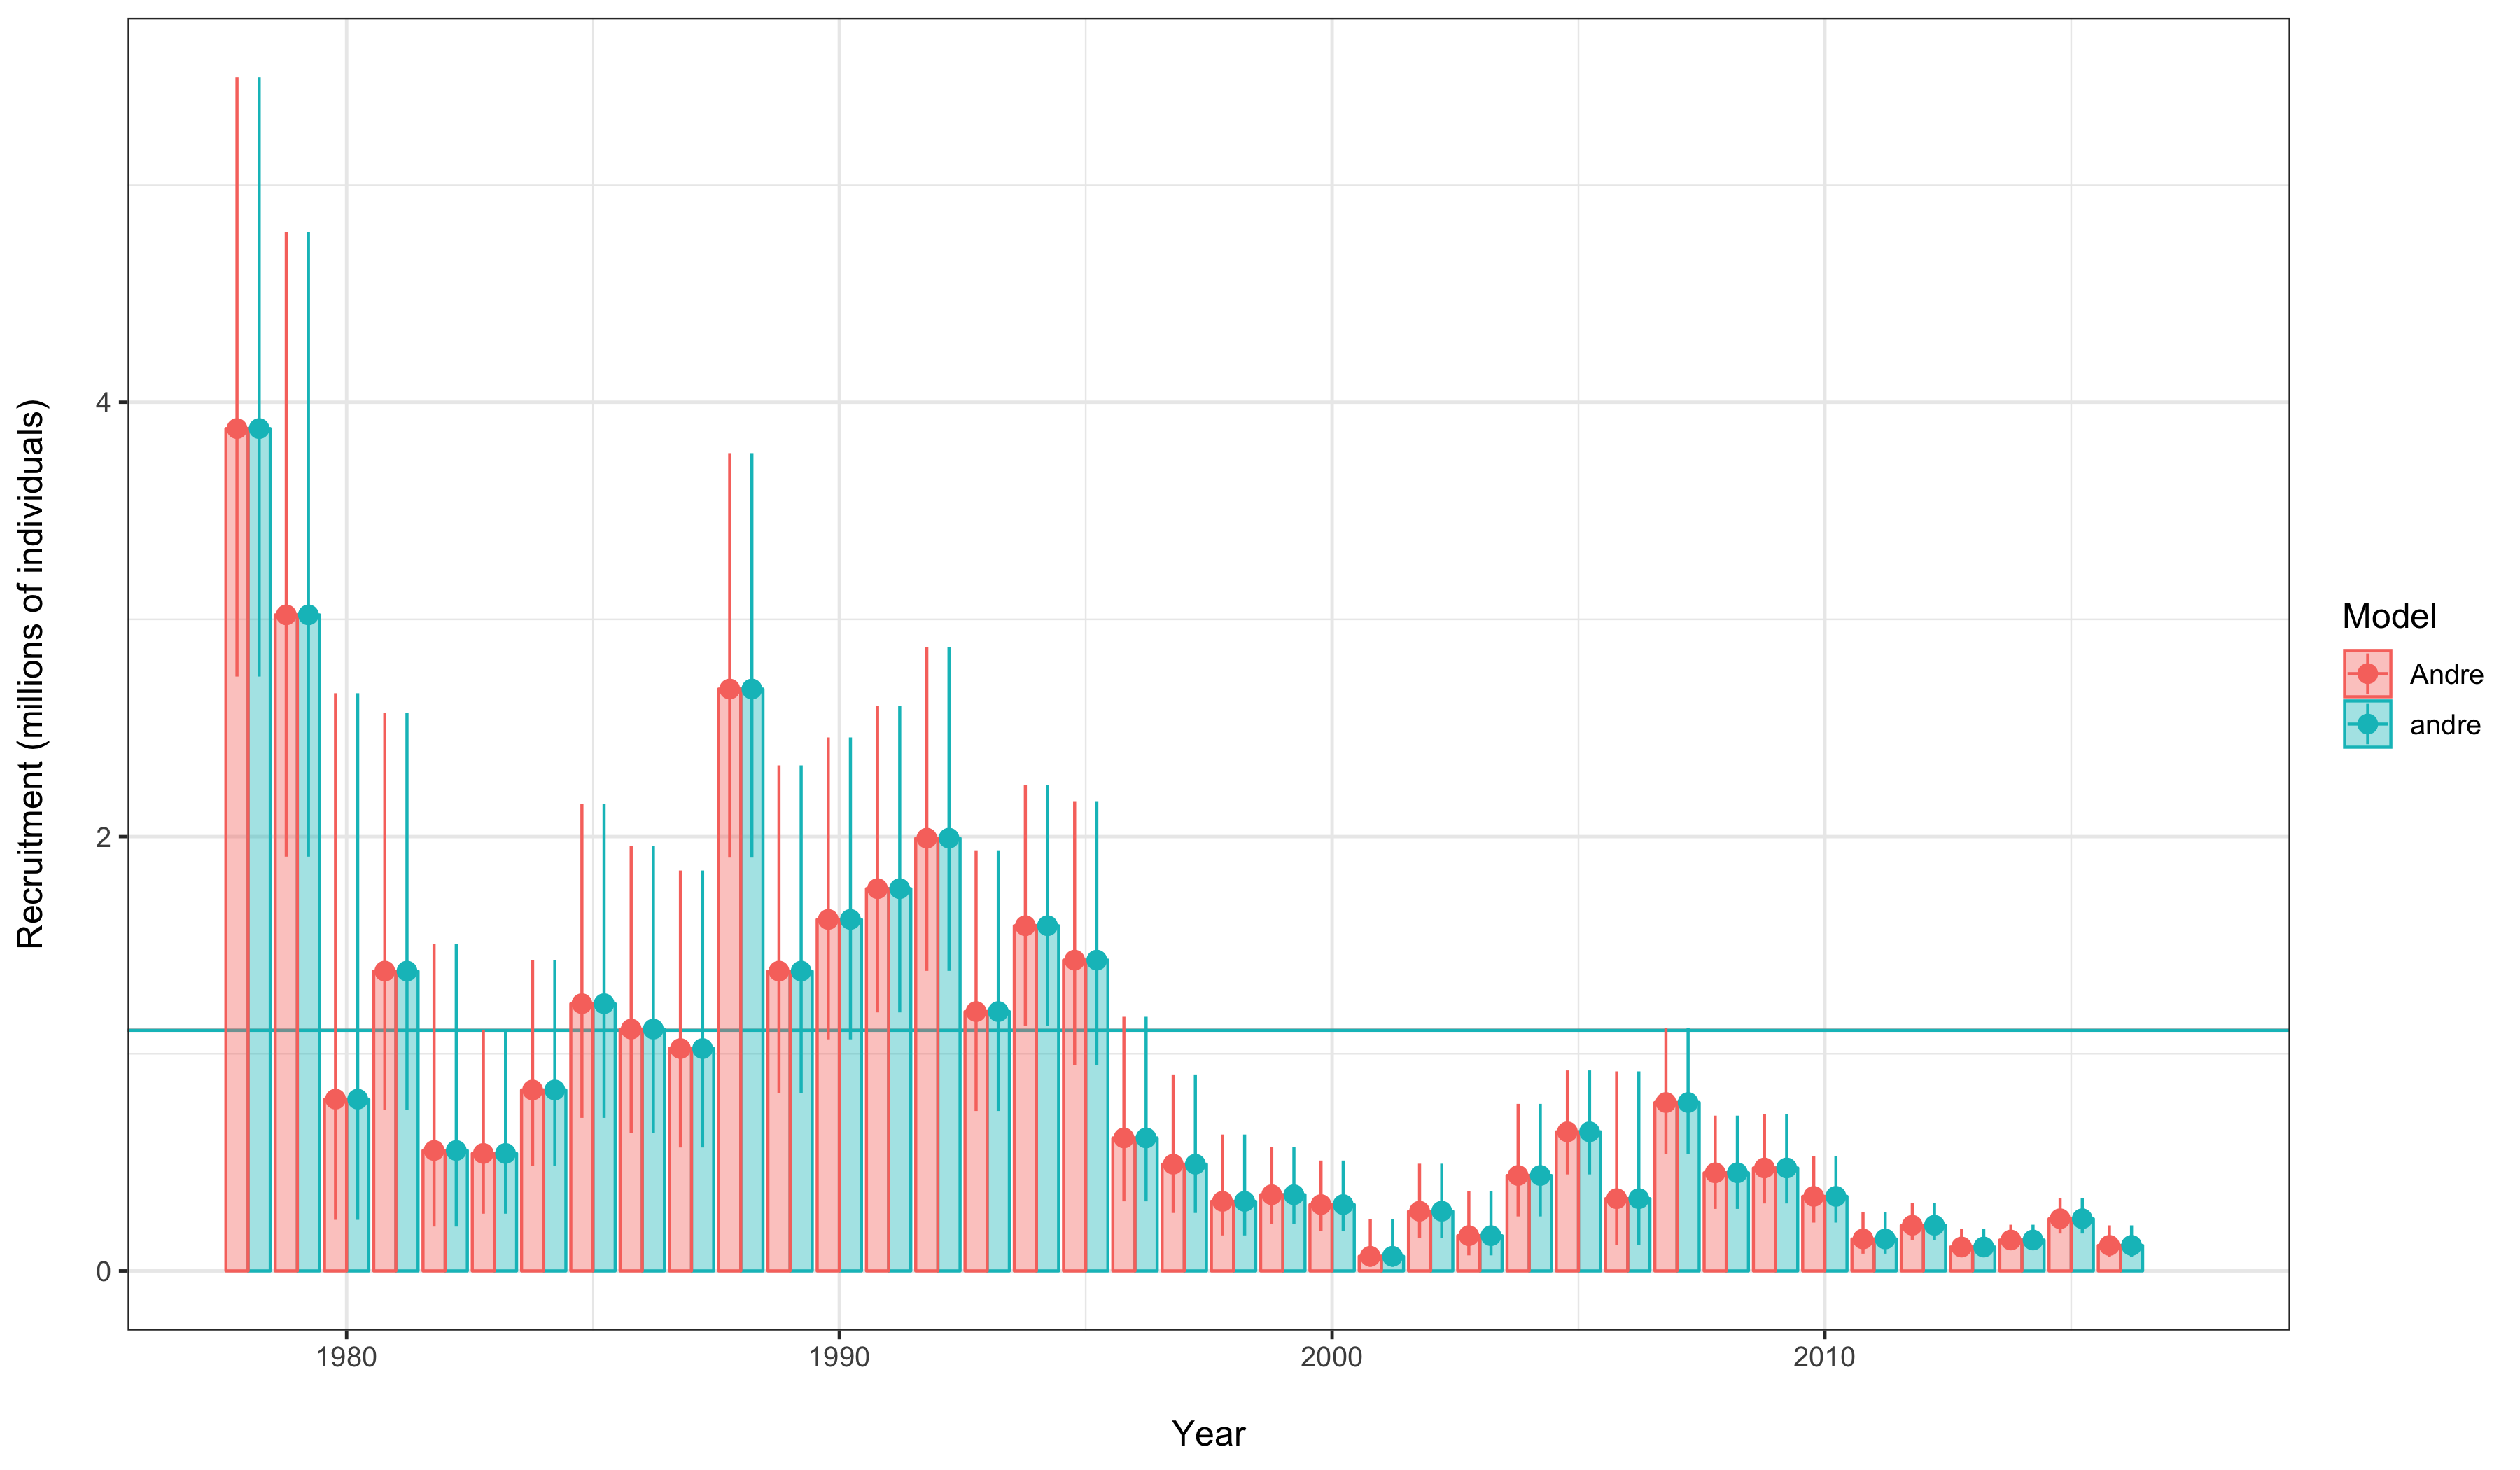 Recruitment (millions of individuals)
4
2
0
1980
1990
2000
2010
Year
Model
Andre
andre